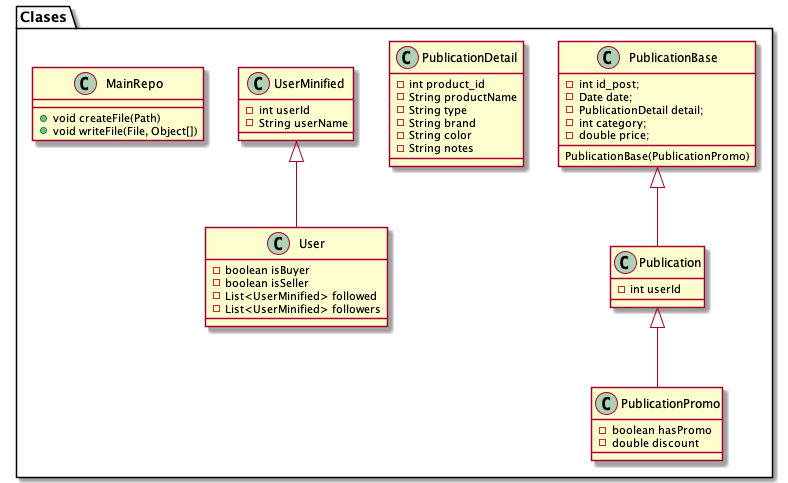 Clases
C MainRepo
void createFile(Path)
void writeFile(File, Object[])
C UserMinified
int userId
String userName
C PublicationDetail
int product_id
String productName
String type
String brand
String color
String notes
C PublicationBase
int id_post;
Date date;
PublicationDetail detail;
int category;
double price;
PublicationBase(PublicationPromo)
C User
boolean isBuyer
boolean isSeller
List<UserMinified> followed
List<UserMinified> followers
C Publication
int userId
C PublicationPromo
boolean hasPromo
double discount